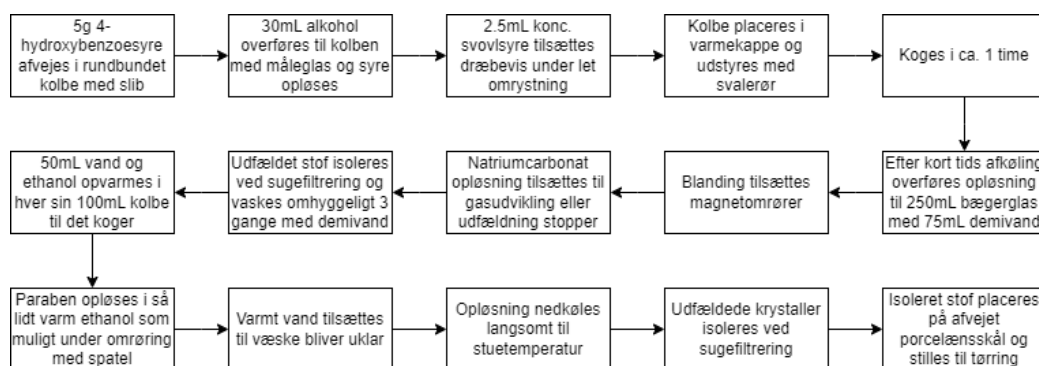 5g 4-
hydroxybenzoesyre
afvejes i rundbundet
kolbe med slib
30mL alkohol
overføres til kolben
med måleglas og syre
opløses
2.5mL konc.
svovlsyre tilsættes
dræbevis under let
omrystning
Kolbe placeres i
varmekappe og
udstyres med
svalerør
Koges i ca. 1 time
Efter kort tids afkøling
overføres opløsning
til 250mL bægerglas
med 75mL demivand
Blanding tilsættes
magnetomrører
Natriumcarbonat
opløsning tilsættes til
gasudvikling eller
udfældning stopper
Udfældet stof isoleres
ved sugefiltrering og
vaskes omhyggeligt 3
gange med demivand
50mL vand og
ethanol opvarmes i
hver sin 100mL kolbe
til det koger
Paraben opløses i så
lidt varm ethanol som
muligt under omrøring
med spatel
Varmt vand tilsættes
til væske bliver uklar
Opløsning nedkøles
langsomt til
stuetemperatur
Udfældede krystaller
isoleres ved
sugefiltrering
Isoleret stof placeres
på afvejet
porcelænsskål og
stilles til tørring